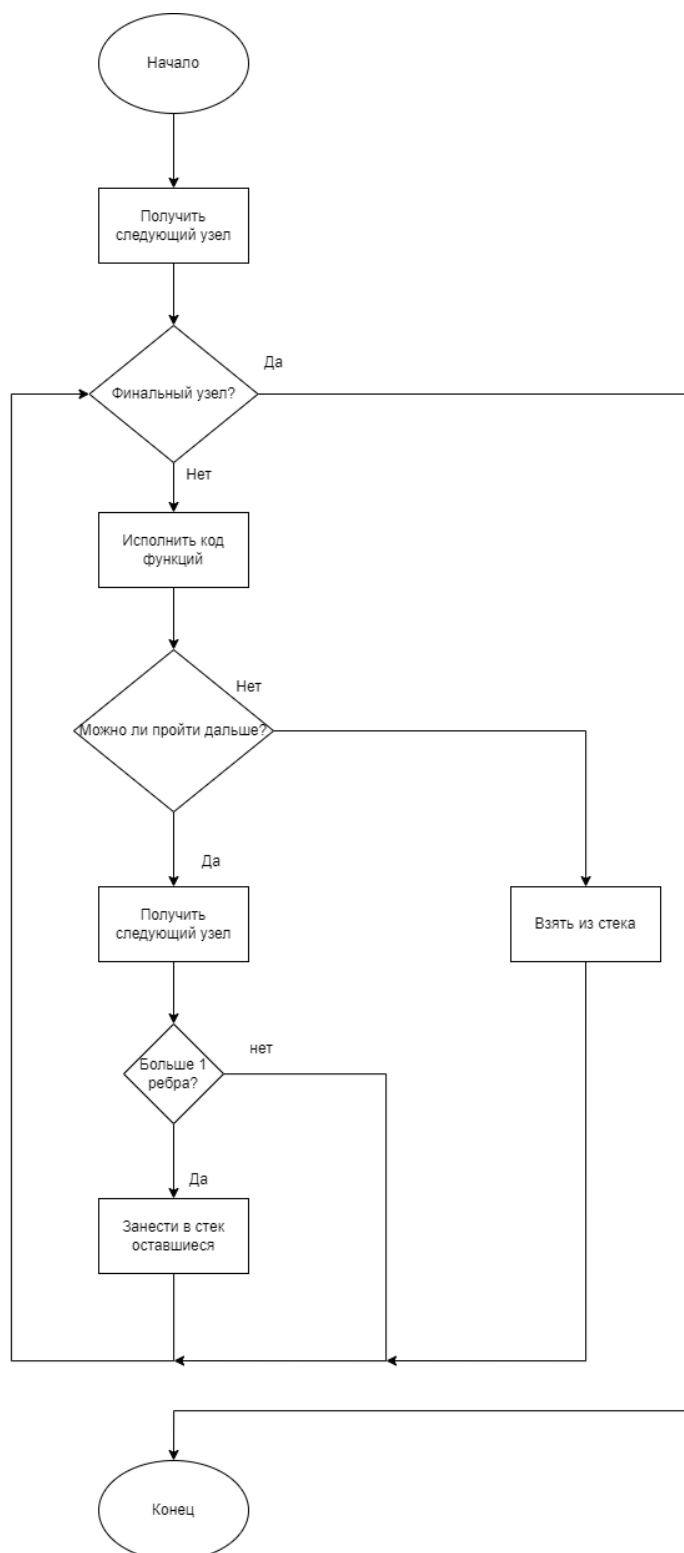 Начало
Получить
следующий узел
Да
Финальный узел?
Нет
Исполнить код
функций
Нет
Можно ли пройти дальше?
Да
Получить
следующий узел
Взять из стека
нет
Больше 1
ребра?
Да
Занести в стек
оставшиеся
Конец